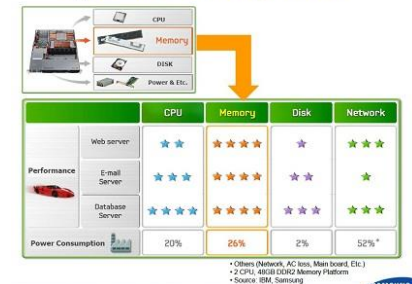 CPU
Memory
DISK
Power & Etc.
CPU Memory Disk Network
Performance
Web server
E-mail
Server
Database
Server
Power Consumption 20% 26% 2% 52%*
• Others (Network, AC loss, Main board, Etc.)
• 2 CPU, 48GB DDR2 Memory Platform
• Source: IBM, Samsung